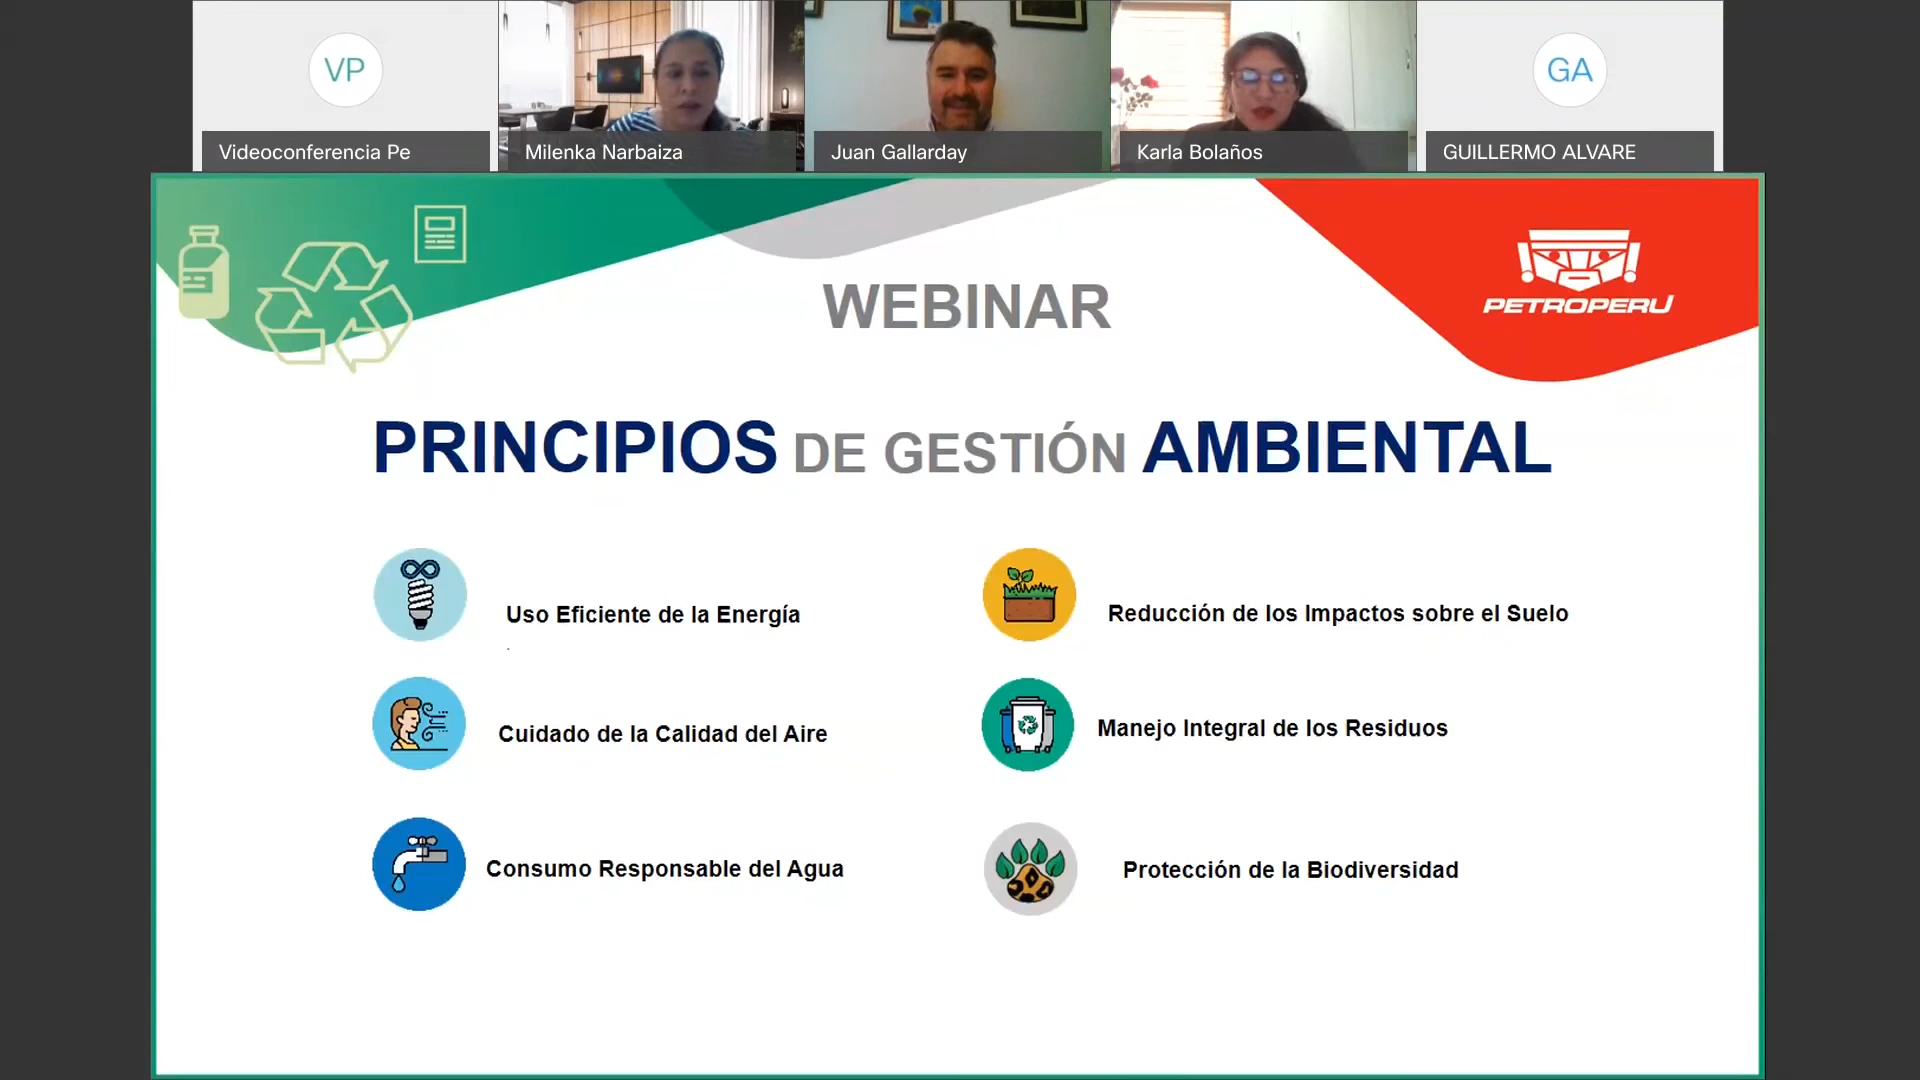 VP
GA
Videoconferencia Pe
Milenka Narbaiza
Juan Gallarday
Karla Bolaños
GUILLERMO ALVARE
PETROPERU
WEBINAR
PRINCIPIOS DE GESTIÓN AMBIENTAL
Uso Eficiente de la Energía
Reducción de los Impactos sobre el Suelo
Cuidado de la Calidad del Aire
Manejo Integral de los Residuos
Consumo Responsable del Agua
Protección de la Biodiversidad